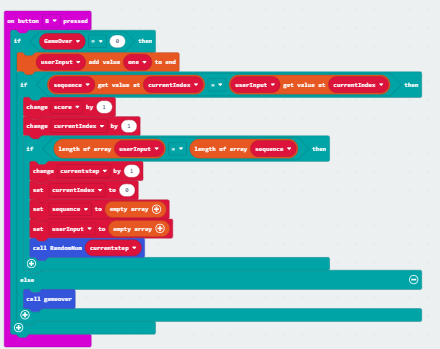 on button B pressed
if GameOver = 0 then
userInput add value one to end
if sequence get value at currentIndex = userInput get value at currentIndex then
change score by 1
change currentIndex by 1
if length of array userInput = length of array sequence then
change currentstep by 1
set currentIndex to 0
set sequence to empty array
set userInput to empty array
call RandomNum currentstep
else
call gameover